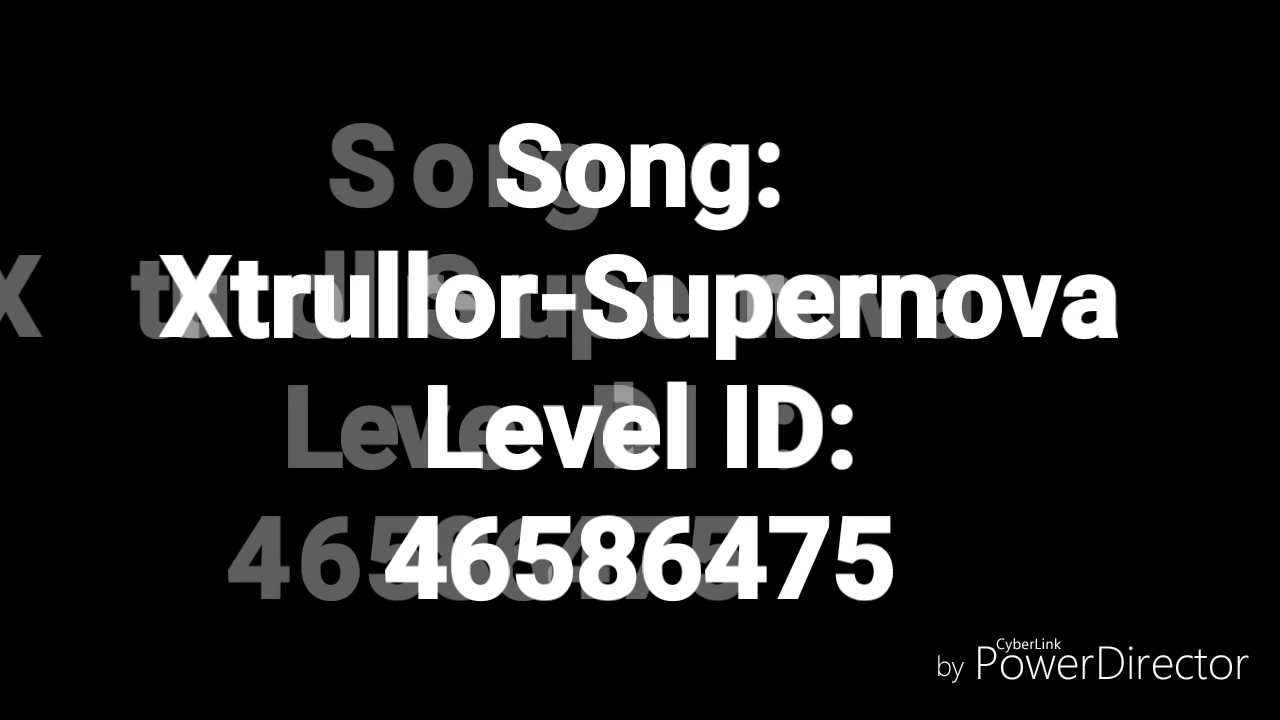 Song:
Xtrullor-Supernova
Level ID:
46586475
by CyberLink PowerDirector